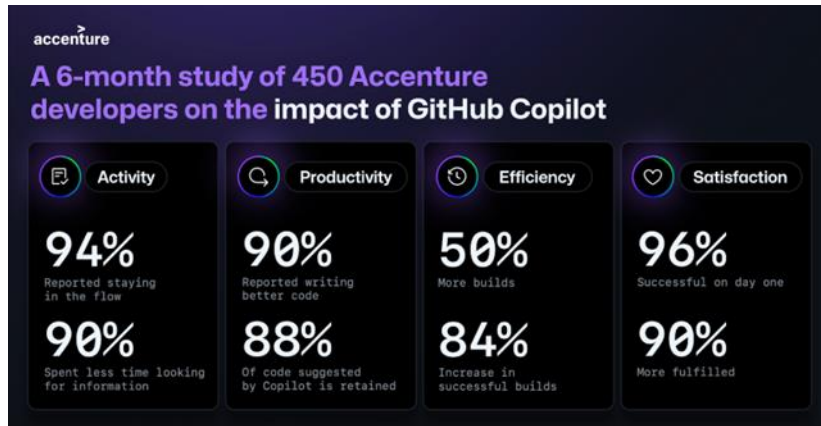 accenture
A 6-month study of 450 Accenture
developers on the impact of GitHub Copilot
Activity
94%
Reported staying
in the flow
90%
Spent less time looking
for information
Productivity
90%
Reported writing
better code
88%
Of code suggested
by Copilot is retained
Efficiency
50%
More builds
84%
Increase in
successful builds
Satisfaction
96%
Successful on day one
90%
More fulfilled